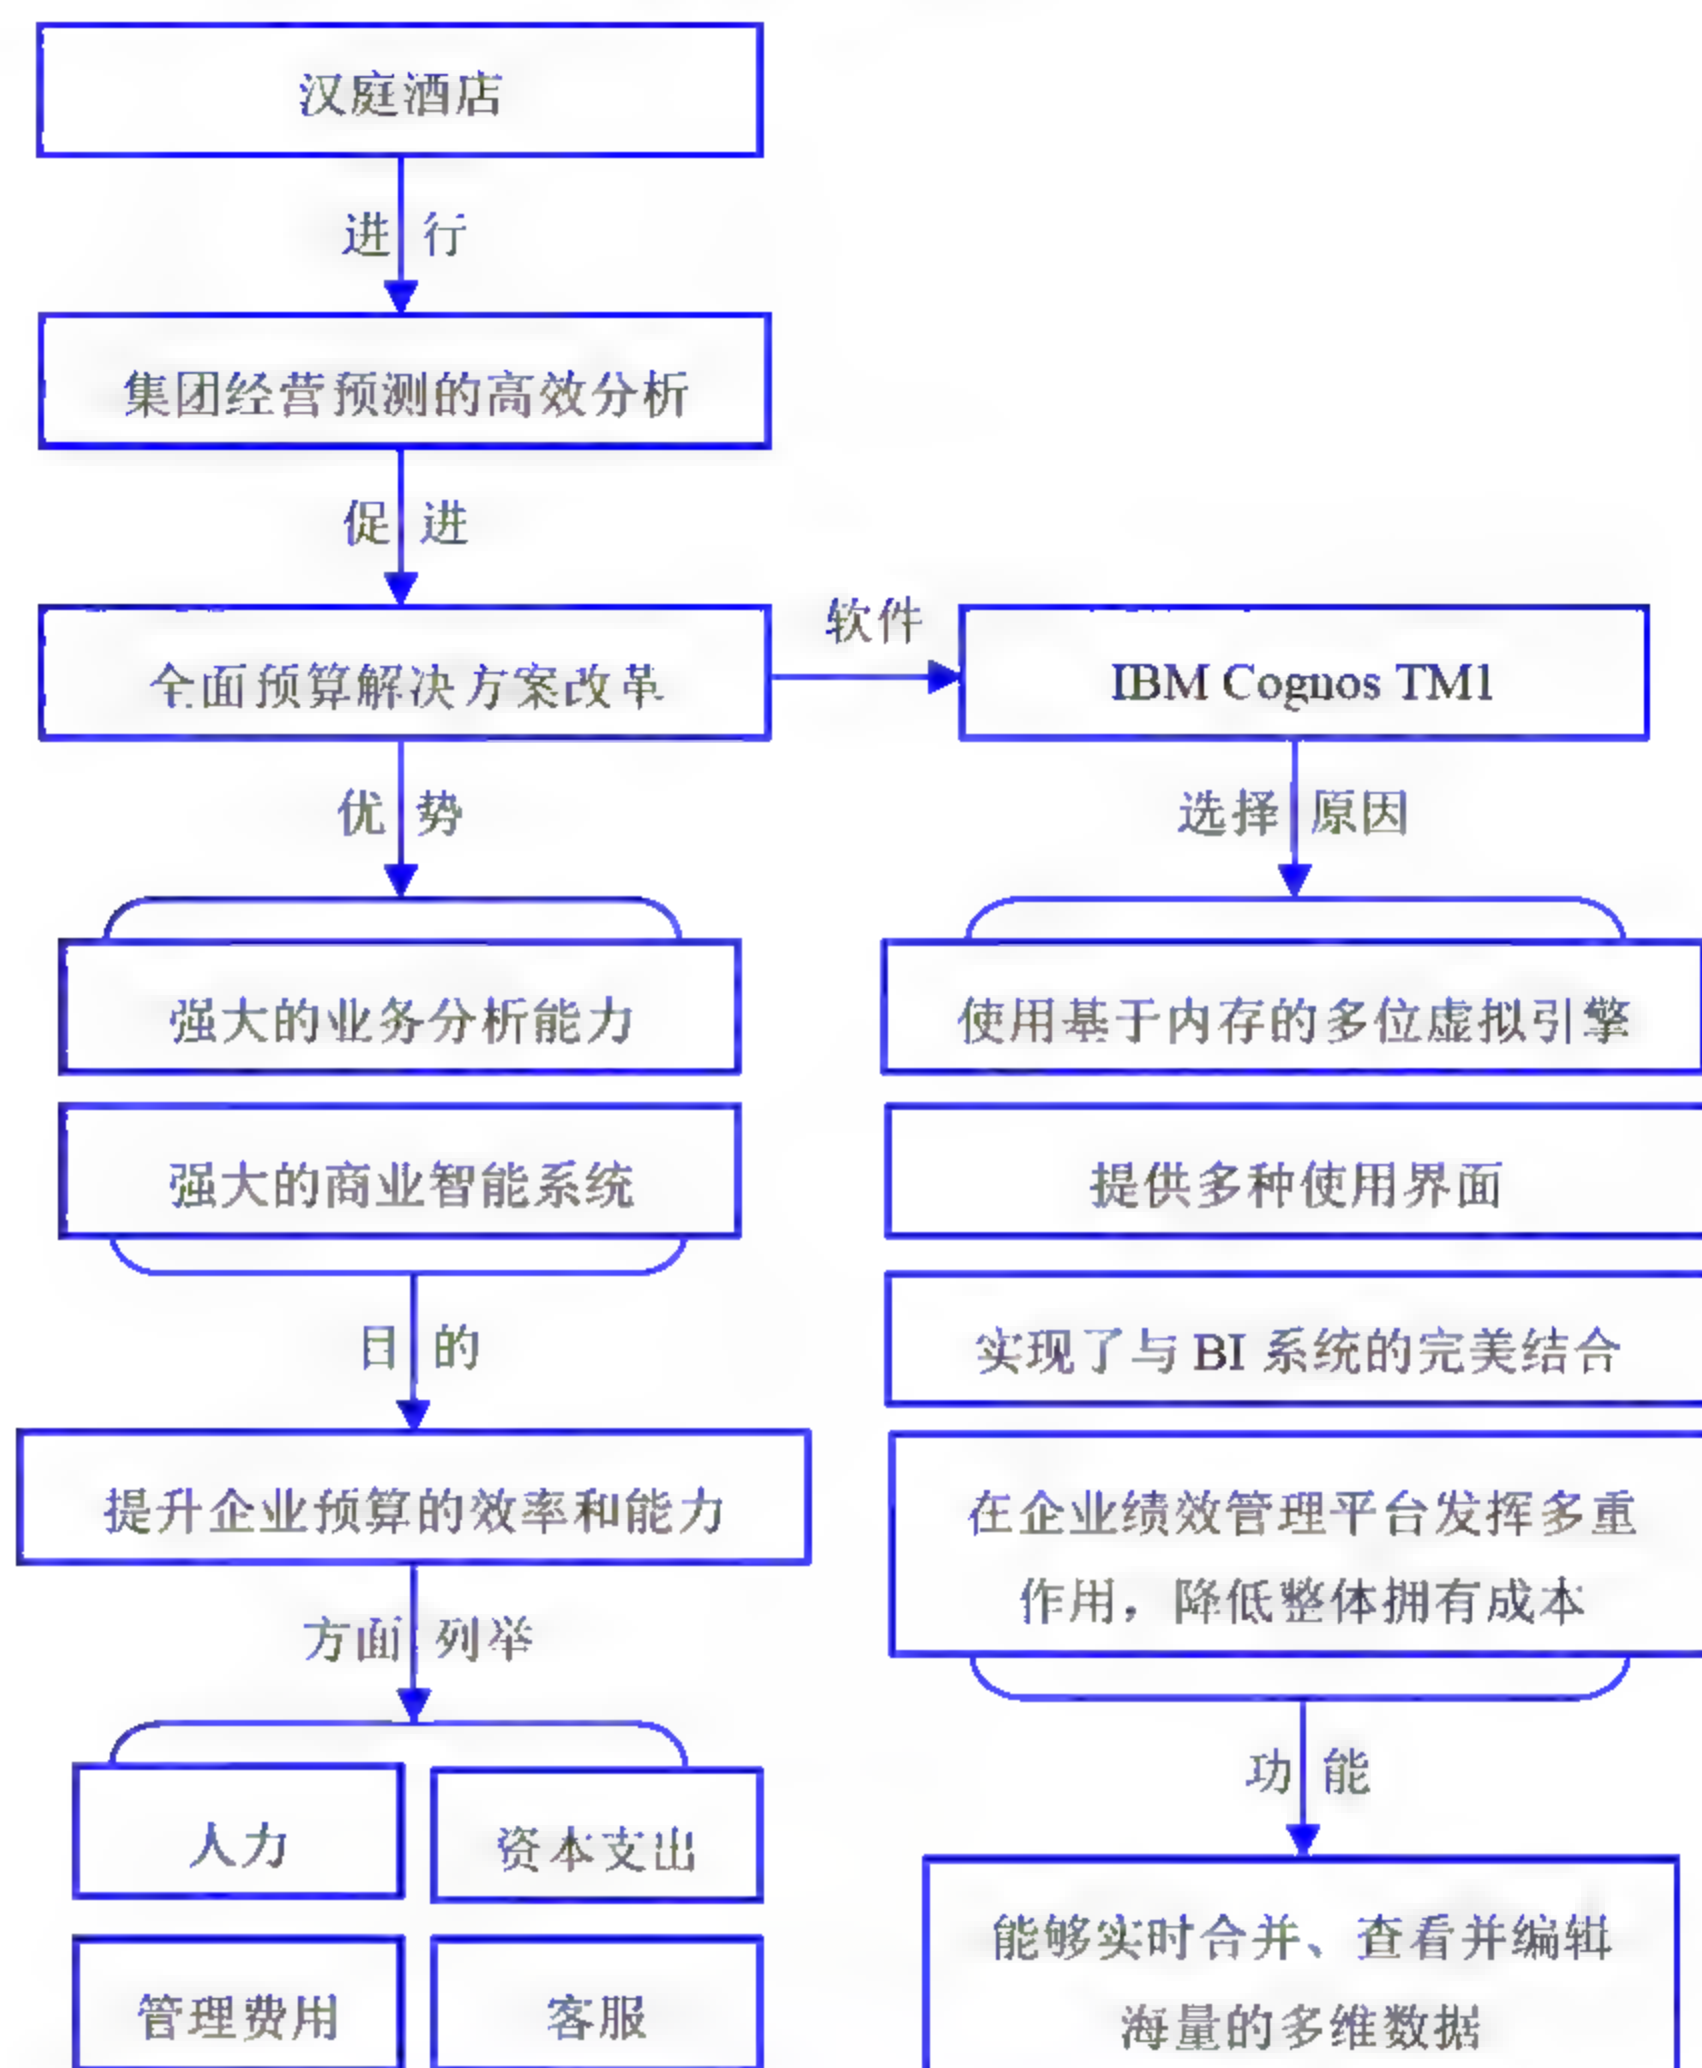 汉庭酒店
进行
集团经营预测的高效分析
促进
全面预算解决方案改革
软件
IBM Cognos TM1
优势
强大的业务分析能力
强大的商业智能系统
目的
提升企业预算的效率和能力
方面列举
人力
资本支出
管理费用
客服
选择原因
使用基于内存的多位虚拟引擎
提供多种使用界面
实现了与 BI 系统的完美结合
在企业绩效管理平台发挥多重
作用，降低整体拥有成本
功能
能够实时合并、查看并编辑
海量的多维数据